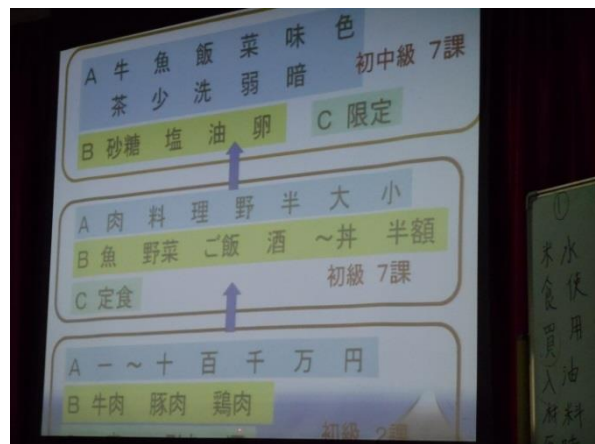 A 牛 魚 飯 菜 味 色
茶 少 洗 弱 暗
初中級 7課
B 砂糖 塩 油 卵
C 限定
A 肉 料 理 野 半 大 小
B 魚 野菜 ご飯 酒 ～丼 半額
初級 7課
C 定食
A 一～十 百 千 万 円
B 牛肉 豚肉 鶏肉
初級 2課
①
水使用油料
米食買入